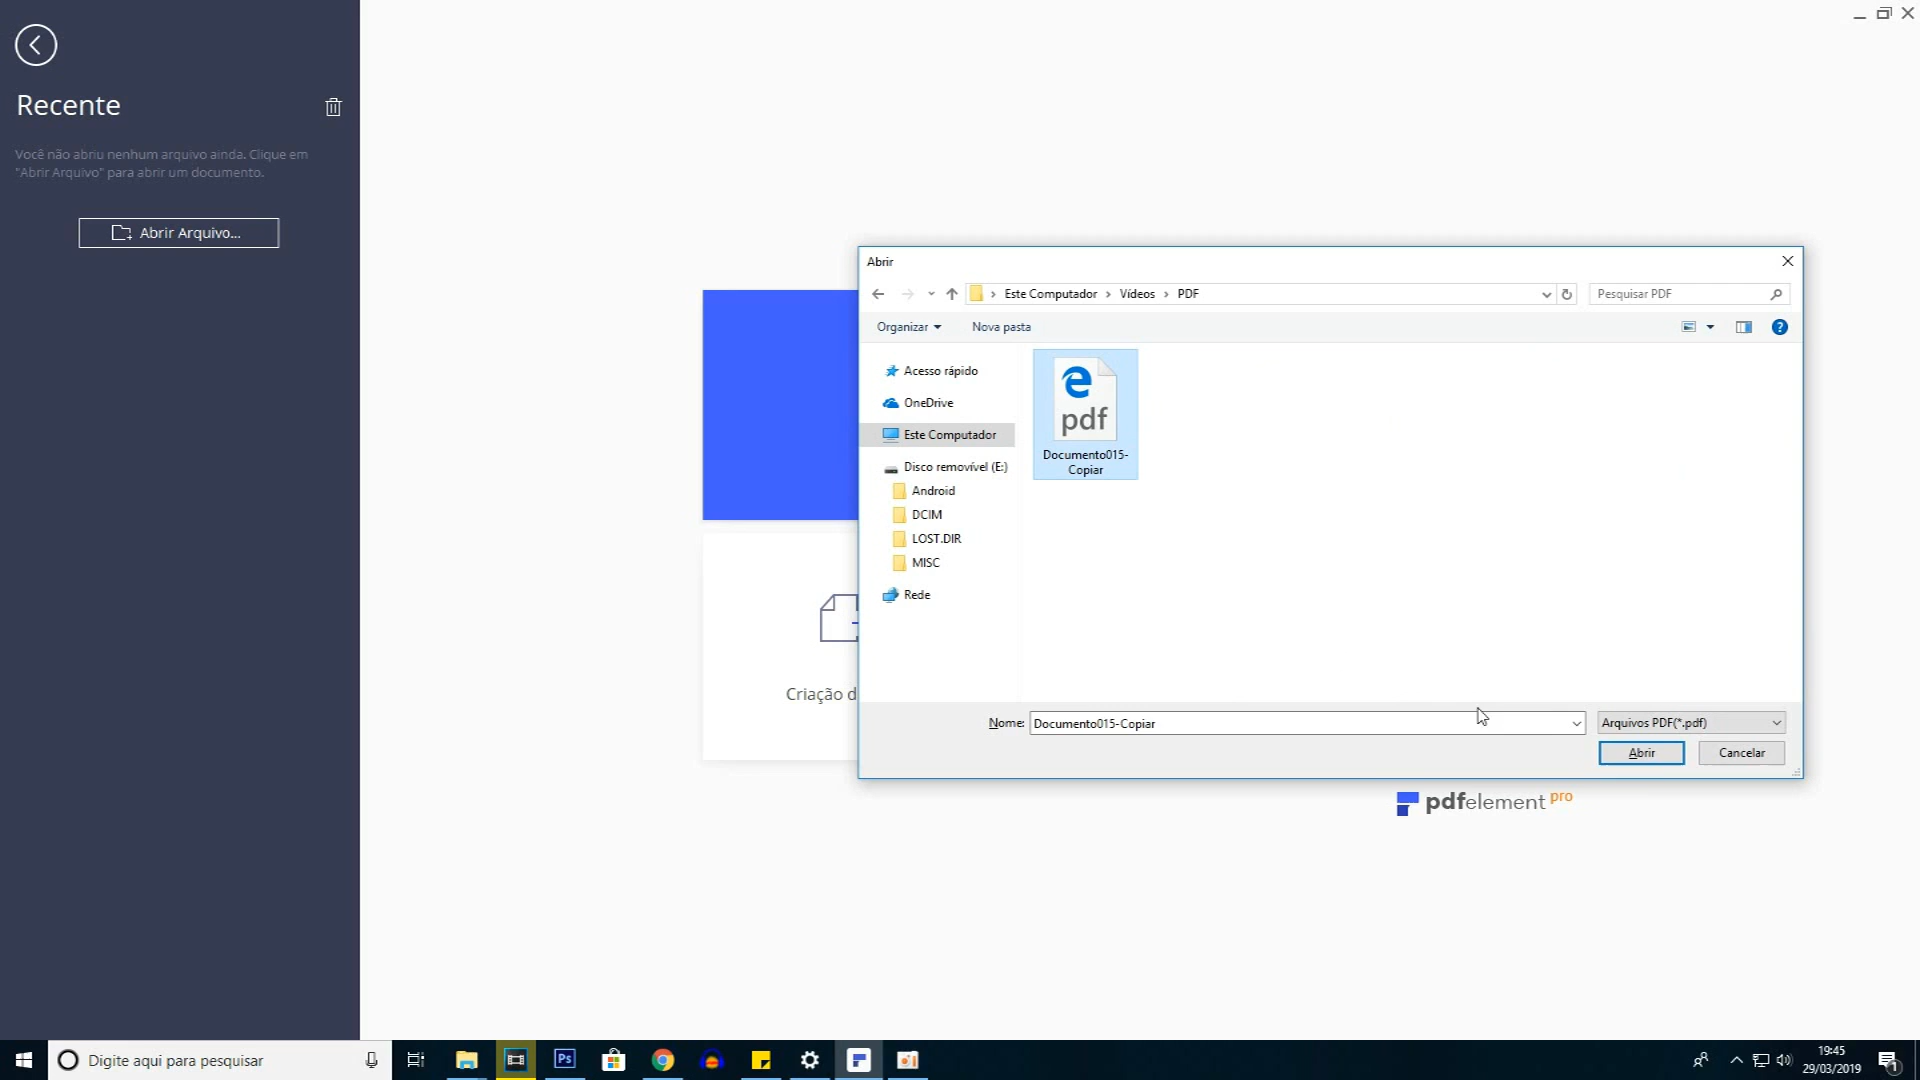 Recente
Você não abriu nenhum arquivo ainda. Clique em
"Abrir Arquivo" para abrir um documento.
Abrir Arquivo...
Abrir
Este Computador
Vídeos
PDF
Pesquisar PDF
Organizar
Nova pasta
?
Acesso rápido
OneDrive
Este Computador
Disco removível (E:)
Android
DCIM
LOST.DIR
MISC
Rede
e
pdf
Documento015-
Copiar
Criação d
Nome:
Documento015-Copiar
Arquivos PDF(*.pdf)
Abrir
Cancelar
pdfelement pro
Digite aqui para pesquisar
Ps
19:45
29/03/2019
1